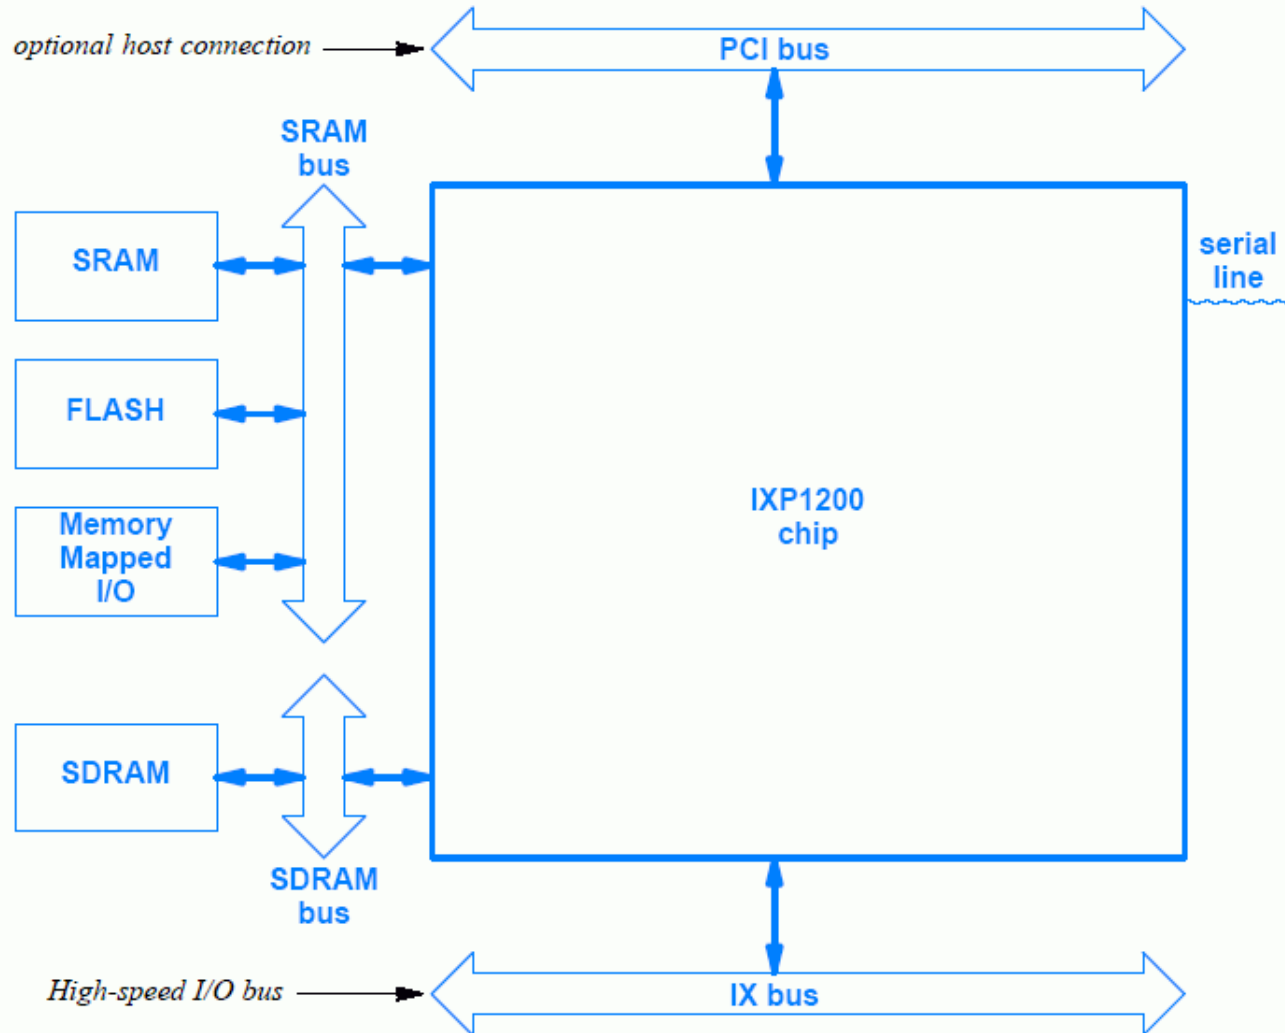 optional host connection
PCI bus
SRAM
bus
SRAM
serial
line
FLASH
IXP1200
chip
Memory
Mapped
I/O
SDRAM
SDRAM
bus
High-speed I/O bus
IX bus